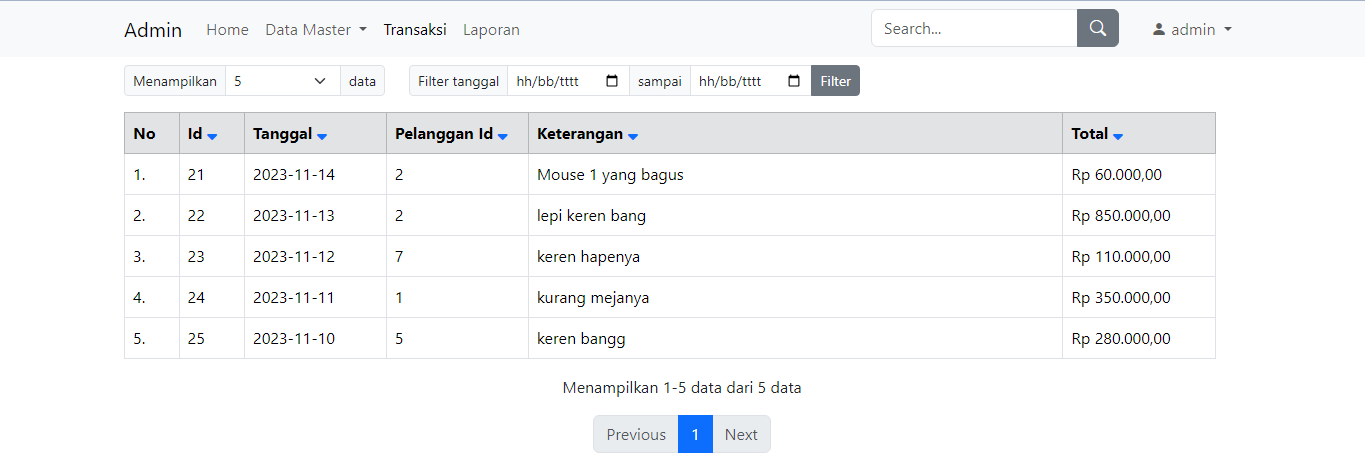 Admin Home Data Master Transaksi Laporan Search... admin
Menampilkan 5 data Filter tanggal hh/bb/tttt sampai hh/bb/tttt Filter
No Id Tanggal Pelanggan Id Keterangan Total
1. 21 2023-11-14 2 Mouse 1 yang bagus Rp 60.000,00
2. 22 2023-11-13 2 lepi keren bang Rp 850.000,00
3. 23 2023-11-12 7 keren hapenya Rp 110.000,00
4. 24 2023-11-11 1 kurang mejanya Rp 350.000,00
5. 25 2023-11-10 5 keren bangg Rp 280.000,00
Menampilkan 1-5 data dari 5 data
Previous 1 Next